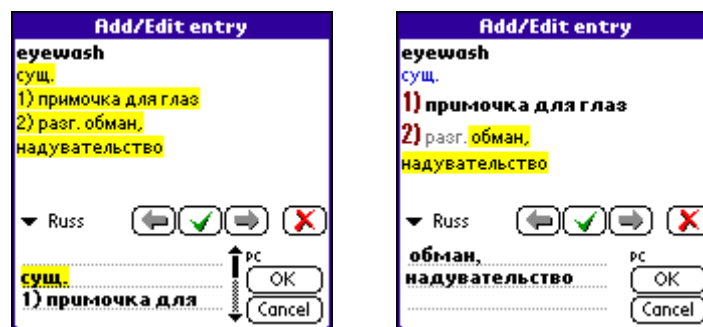 Add/Edit entry
eyewash
сущ.
1) примочка для глаз
2) разг. обман,
надувательство
Russ
PC
сущ.
1) примочка для
OK
Cancel
Add/Edit entry
eyewash
сущ.
1) примочка для глаз
2) разг. обман,
надувательство
Russ
PC
обман,
надувательство
OK
Cancel